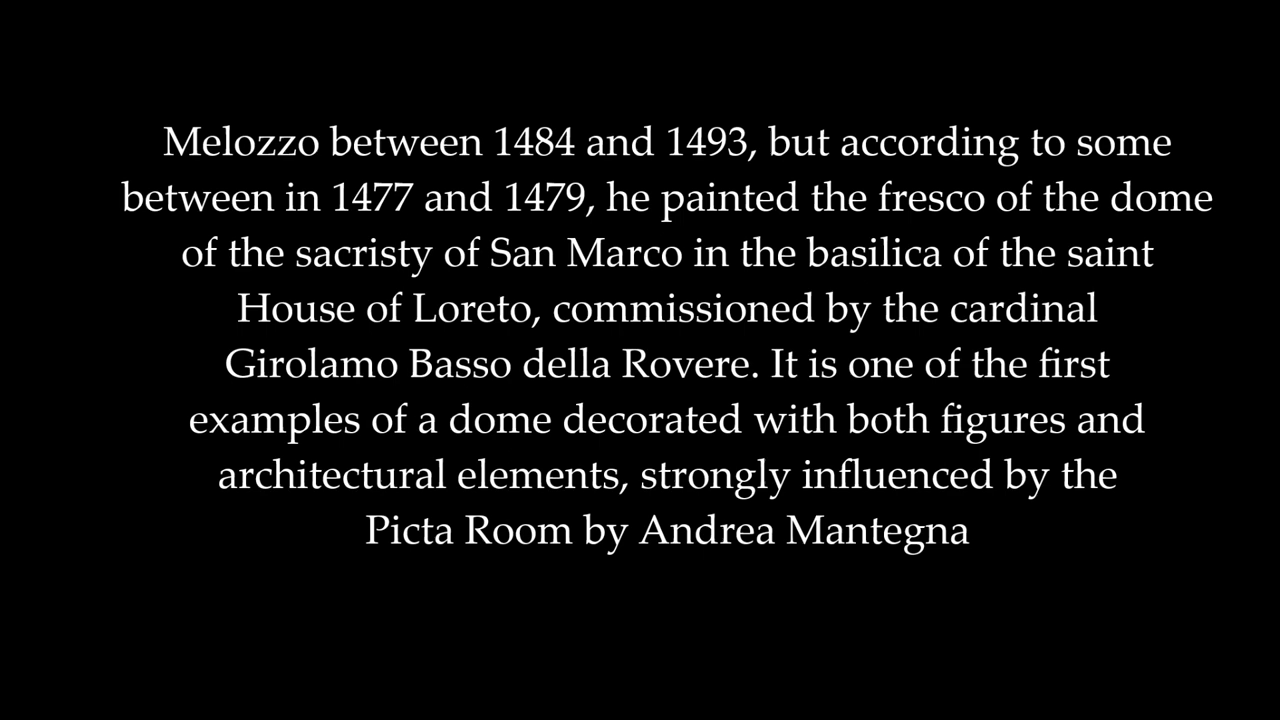 Melozzo between 1484 and 1493, but according to some
between in 1477 and 1479, he painted the fresco of the dome
of the sacristy of San Marco in the basilica of the saint
House of Loreto, commissioned by the cardinal
Girolamo Basso della Rovere. It is one of the first
examples of a dome decorated with both figures and
architectural elements, strongly influenced by the
Picta Room by Andrea Mantegna